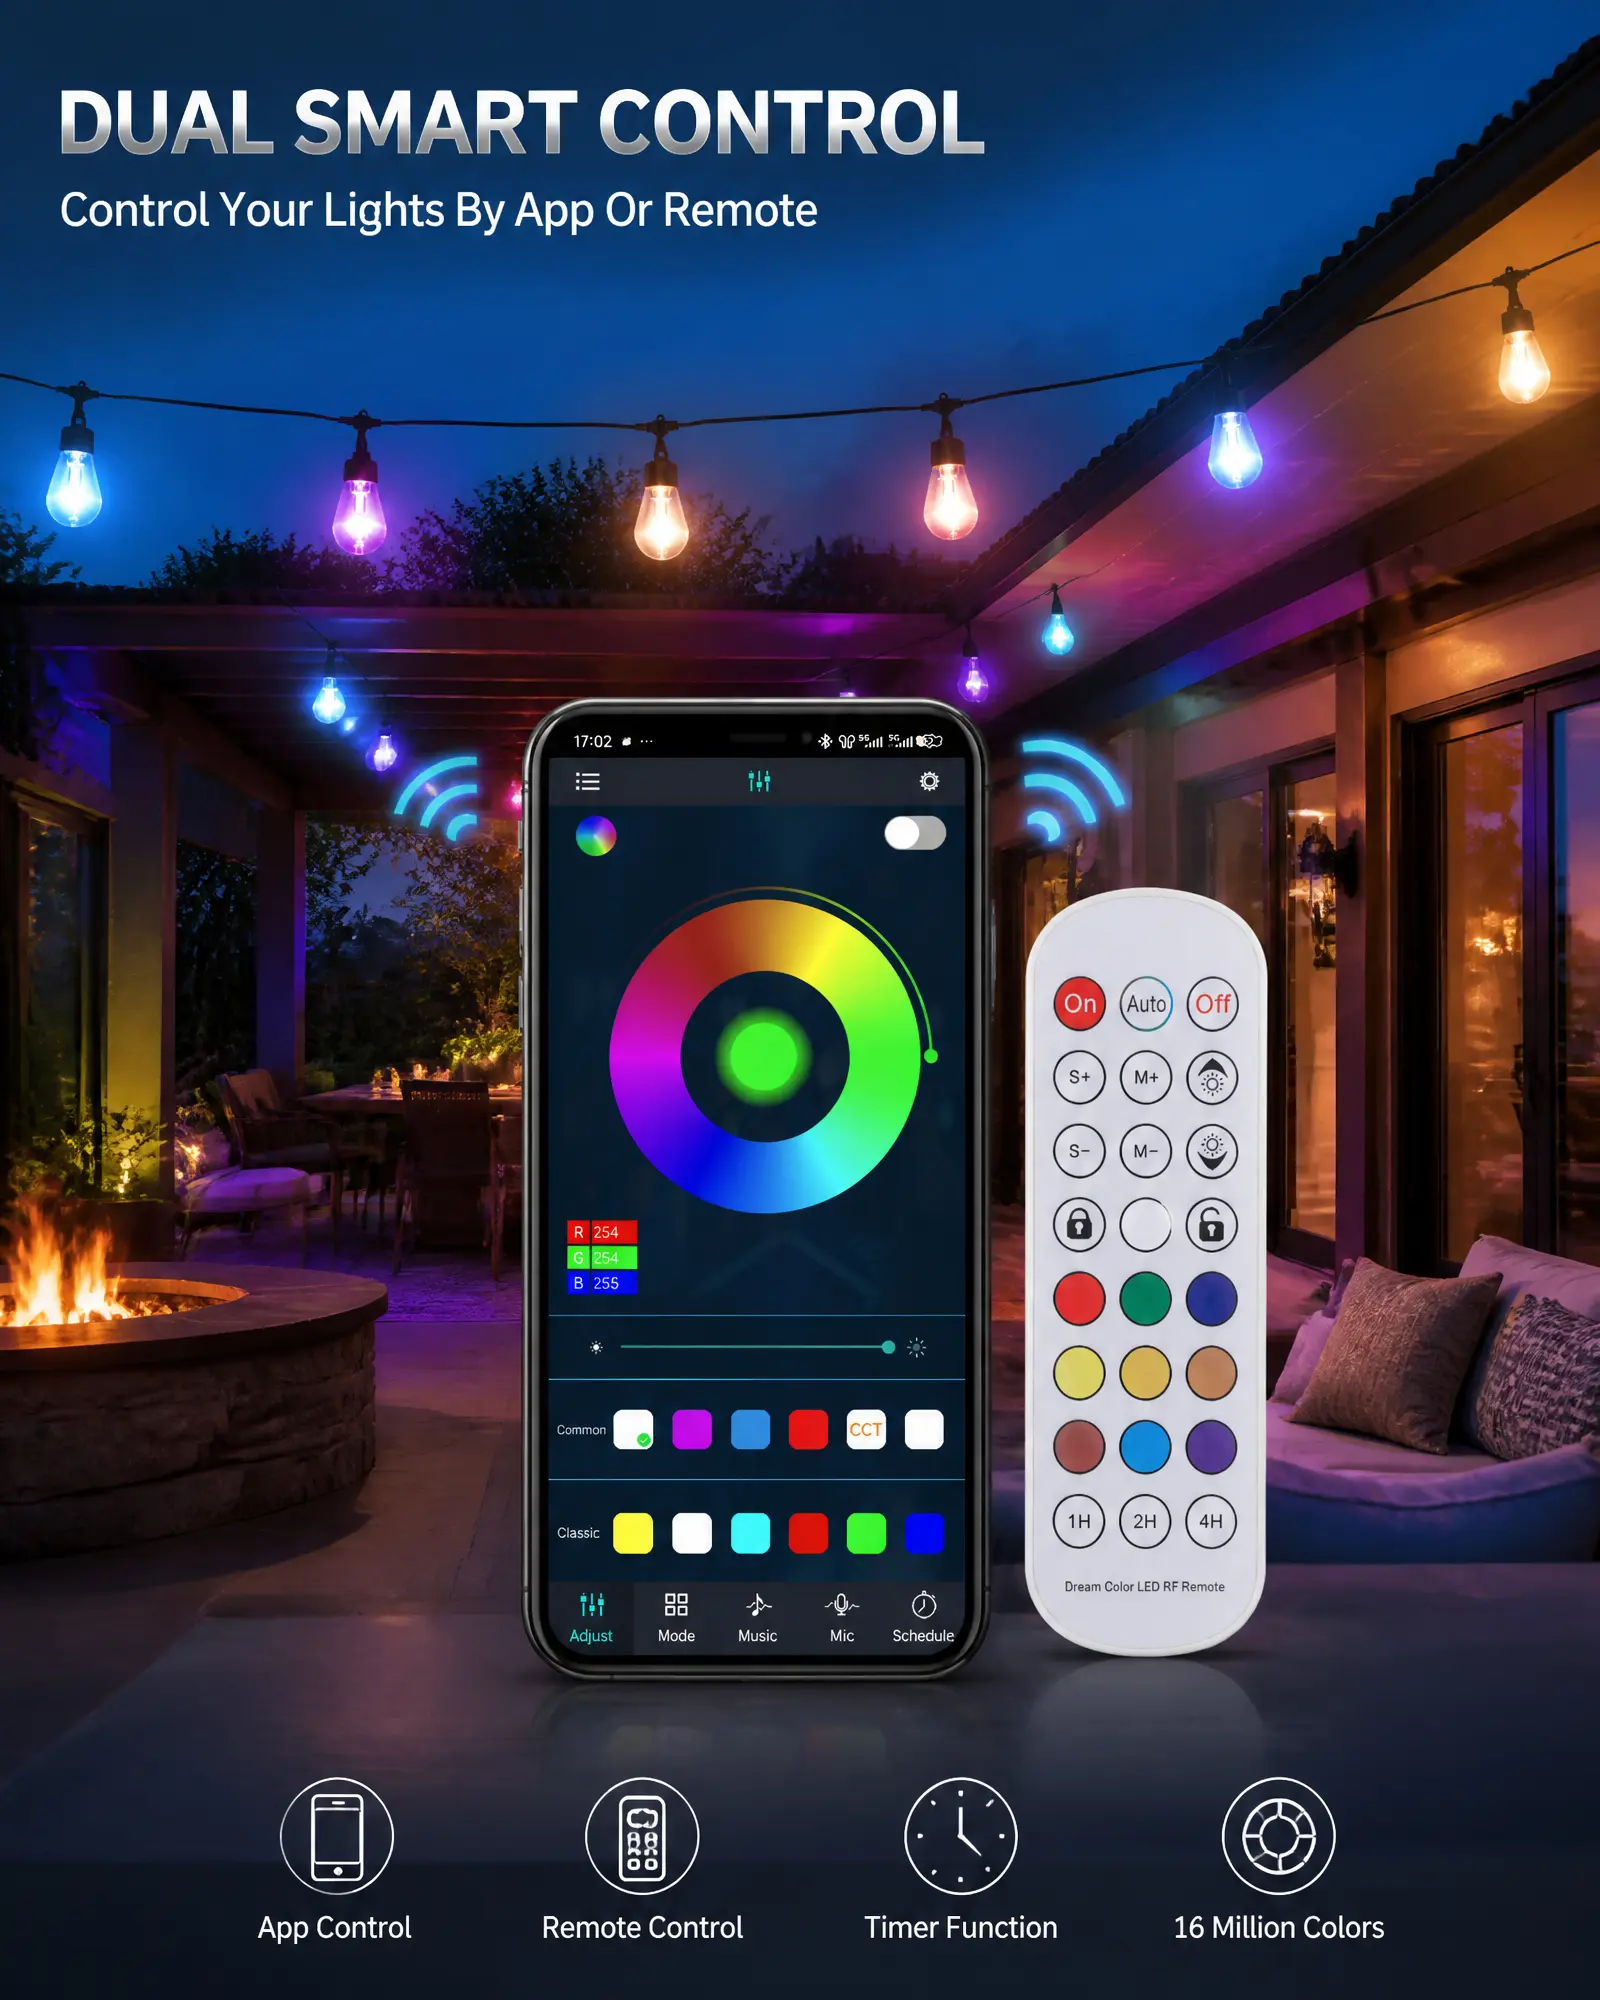 DUAL SMART CONTROL
Control Your Lights By App Or Remote
17:02
5G 5G
R 254
G 254
B 255
Common
CCT
Classic
Adjust Mode Music Mic Schedule
On Auto Off
S+ M+
S− M−
1H 2H 4H
Dream Color LED RF Remote
App Control Remote Control Timer Function 16 Million Colors